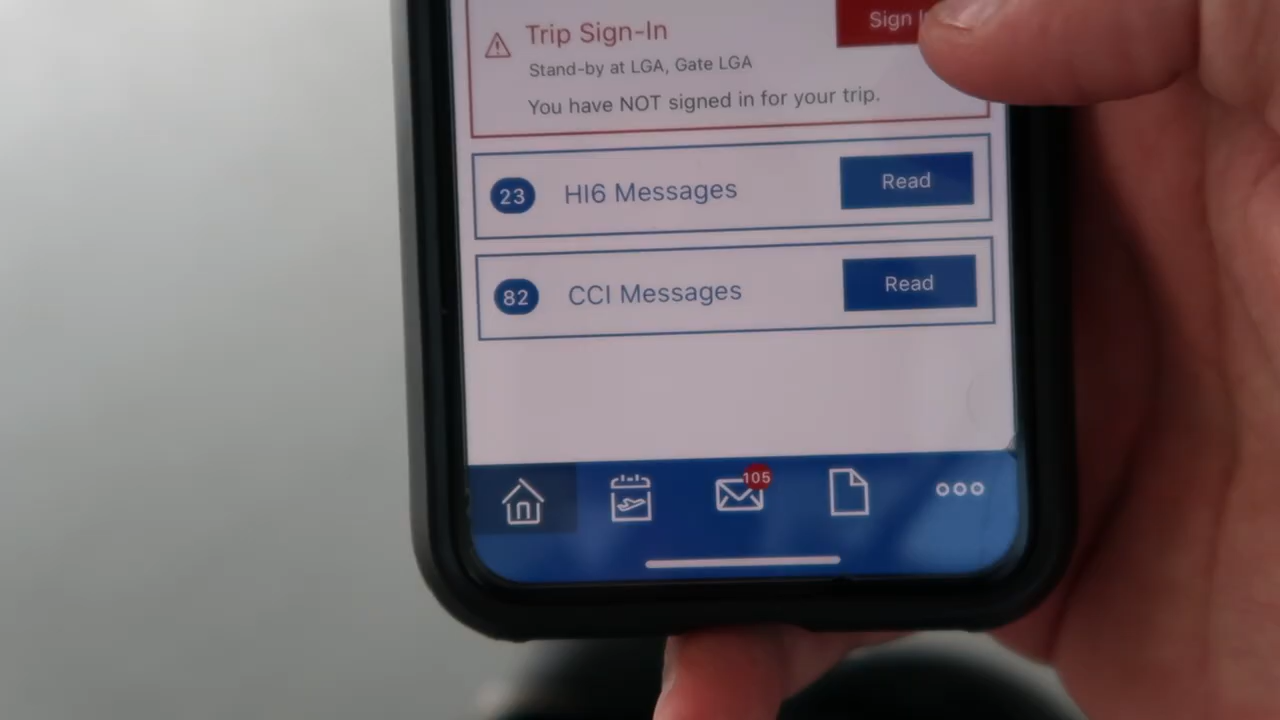 Trip Sign-In
Sign
Stand-by at LGA, Gate LGA
You have NOT signed in for your trip.
23 HI6 Messages Read
82 CCI Messages Read
105